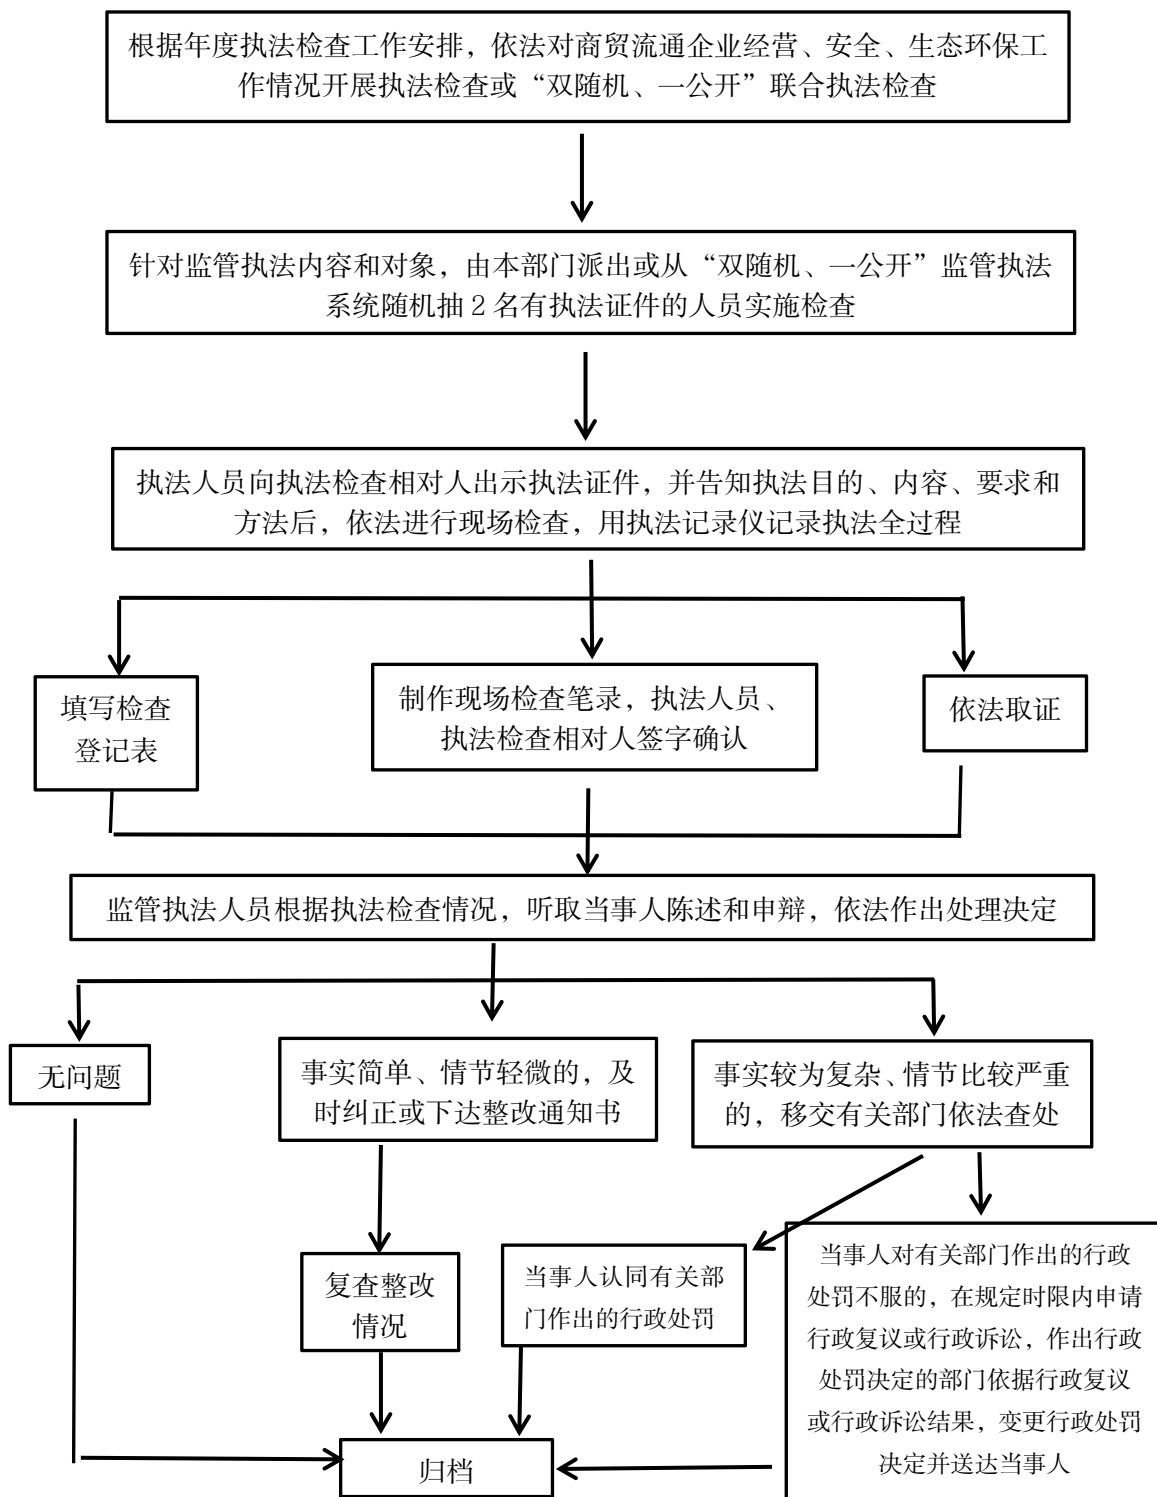 根据年度执法检查工作安排，依法对商贸流通企业经营、安全、生态环保工
作情况开展执法检查或“双随机、一公开”联合执法检查
针对监管执法内容和对象，由本部门派出或从“双随机、一公开”监管执法
系统随机抽 2 名有执法证件的人员实施检查
执法人员向执法检查相对人出示执法证件，并告知执法目的、内容、要求和
方法后，依法进行现场检查，用执法记录仪记录执法全过程
填写检查
登记表
制作现场检查笔录，执法人员、
执法检查相对人签字确认
依法取证
监管执法人员根据执法检查情况，听取当事人陈述和申辩，依法作出处理决定
无问题
事实简单、情节轻微的，及
时纠正或下达整改通知书
事实较为复杂、情节比较严重
的，移交有关部门依法查处
复查整改
情况
当事人认同有关部
门作出的行政处罚
当事人对有关部门作出的行政
处罚不服的，在规定时限内申请
行政复议或行政诉讼，作出行政
处罚决定的部门依据行政复议
或行政诉讼结果，变更行政处罚
决定并送达当事人
归档